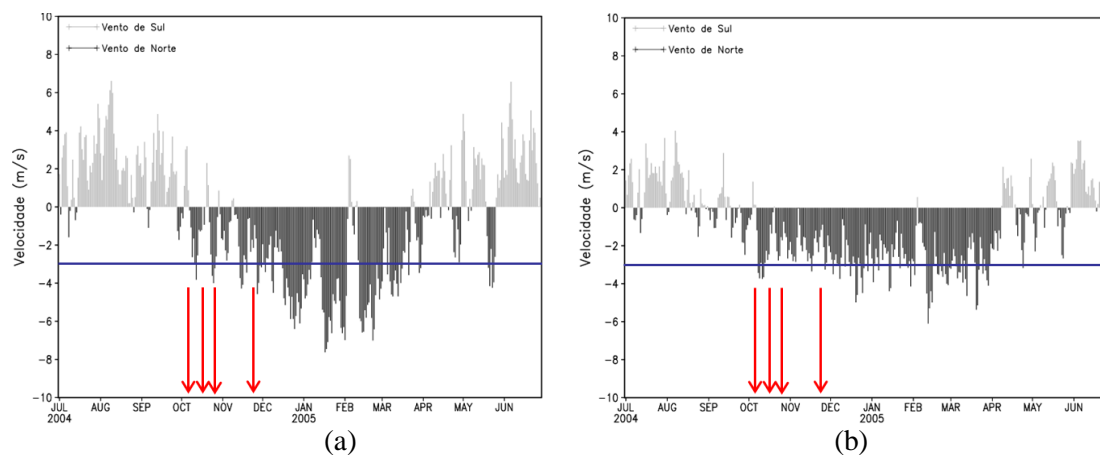 10
Vento de Sul
8
Vento de Norte
6
4
2
0
-2
-4
-6
-8
-10
Velocidade (m/s)
JUL AUG SEP OCT NOV DEC JAN FEB MAR APR MAY JUN
2004 2005
(a)
10
Vento de Sul
8
Vento de Norte
6
4
2
0
-2
-4
-6
-8
-10
Velocidade (m/s)
JUL AUG SEP OCT NOV DEC JAN FEB MAR APR MAY JUN
2004 2005
(b)